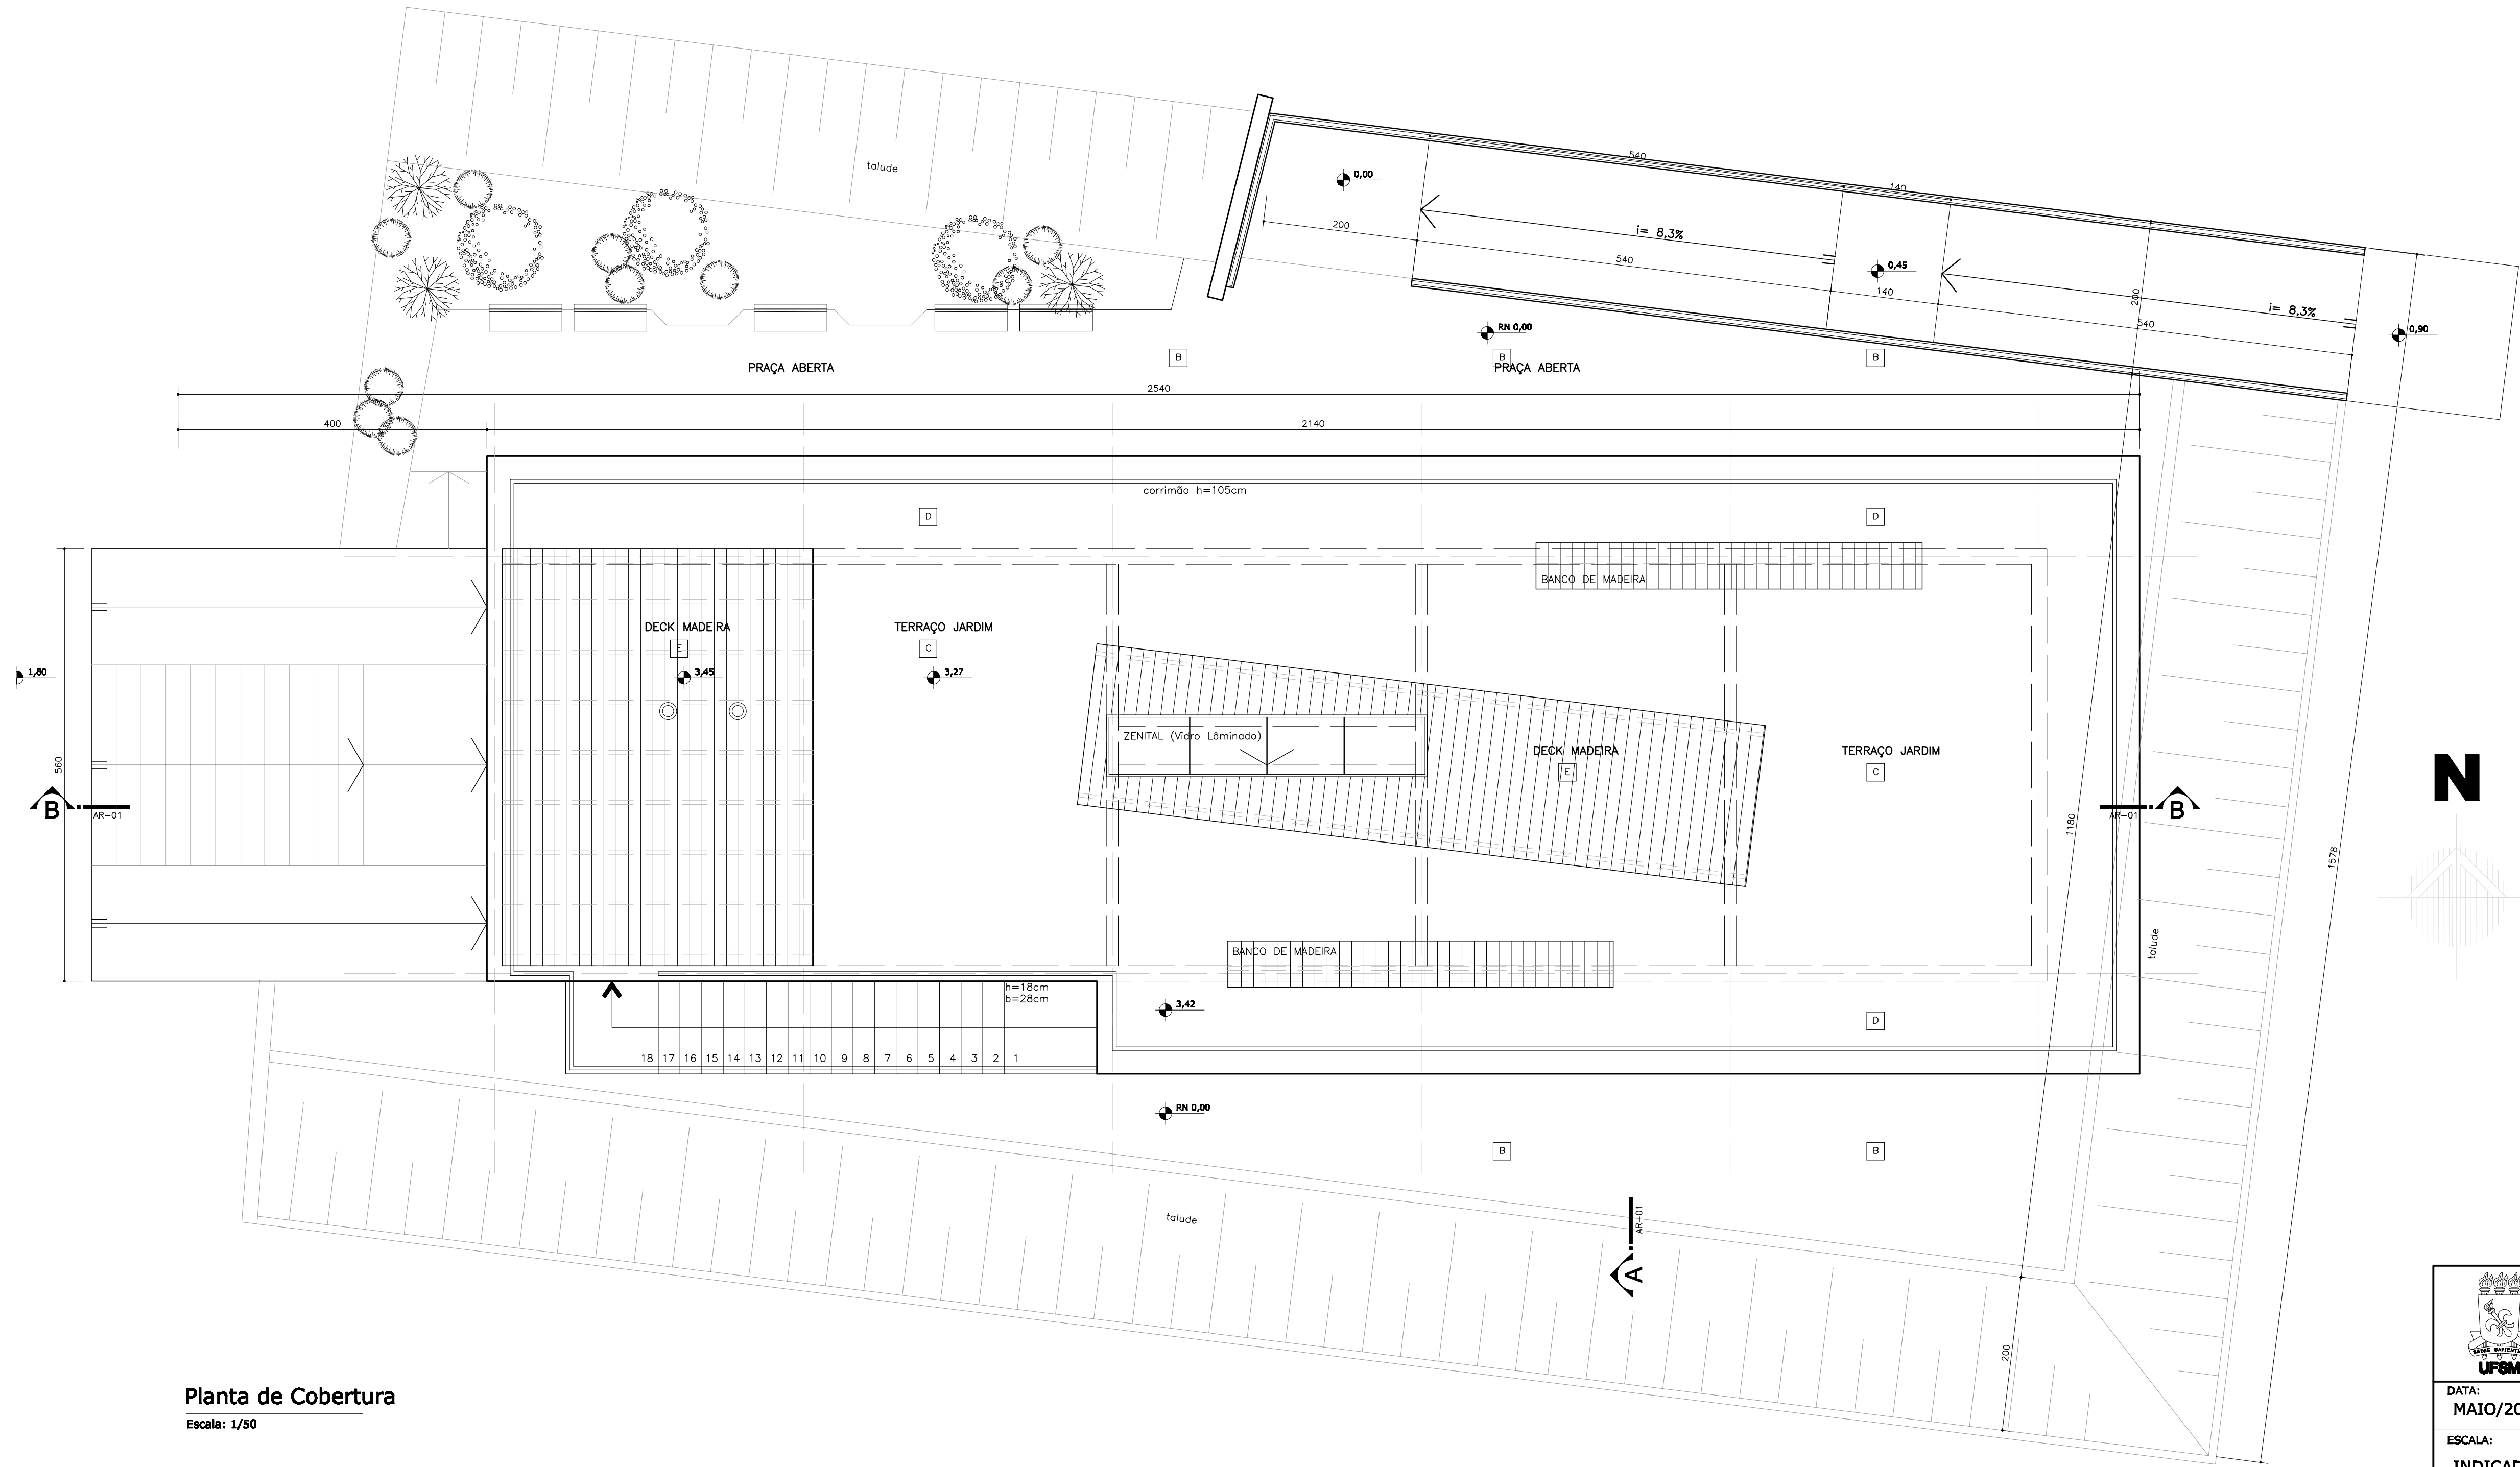 talude
540
140
0,00
200
i= 8,3%
540
0,45
140
200
i= 8,3%
540
0,90
RN 0,00
B
B
B
PRAÇA ABERTA
PRAÇA ABERTA
2540
400
2140
corrimão h=105cm
D
D
BANCO DE MADEIRA
DECK MADEIRA
E
3,45
TERRAÇO JARDIM
C
3,27
1,80
560
ZENITAL (Vidro Lâminado)
DECK MADEIRA
E
TERRAÇO JARDIM
C
N
B
AR-01
AR-01
B
1180
1578
talude
BANCO DE MADEIRA
h=18cm
b=28cm
3,42
D
18 17 16 15 14 13 12 11 10 9 8 7 6 5 4 3 2 1
RN 0,00
B
B
talude
AR-01
A
200
Planta de Cobertura
Escala: 1/50
UFSM
DATA:
MAIO/20
ESCALA: